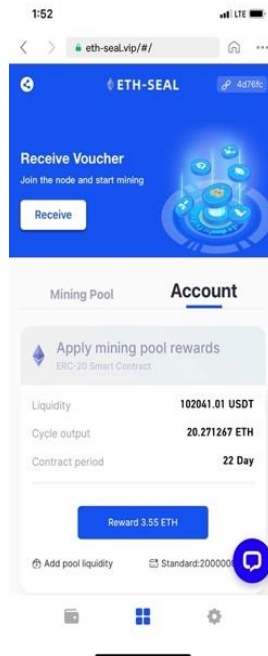 1:52
LTE
eth-seal.vip/#/
ETH-SEAL
4d76fc
Receive Voucher
Join the node and start mining
Receive
Mining Pool
Account
Apply mining pool rewards
ERC-20 Smart Contract
Liquidity
102041.01 USDT
Cycle output
20.271267 ETH
Contract period
22 Day
Reward 3.55 ETH
Add pool liquidity